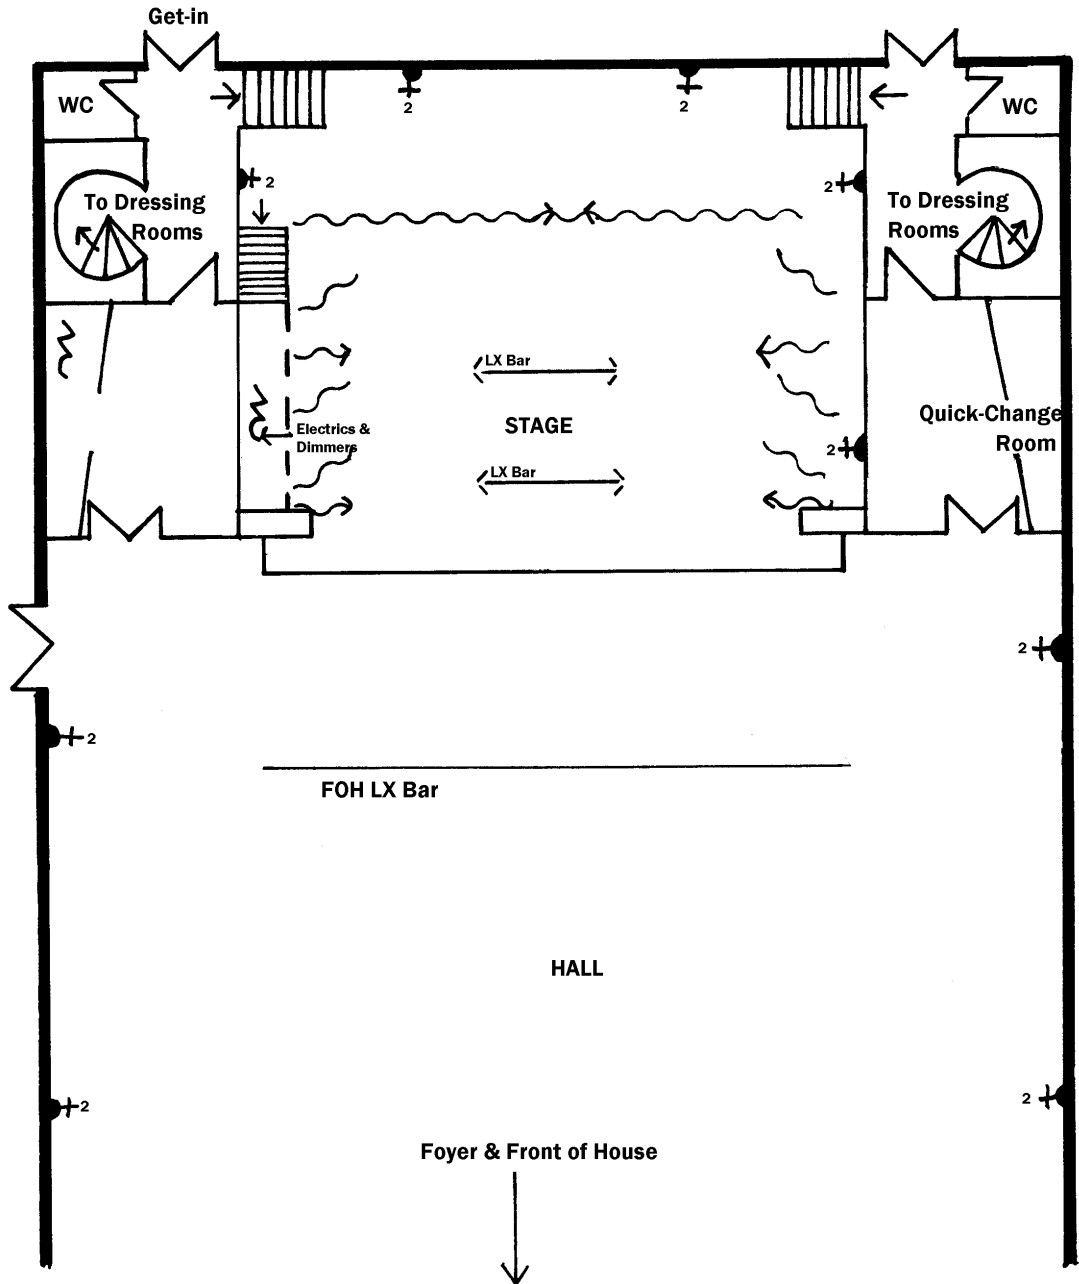 Get-in
WC
WC
2
2
2
2
To Dressing
Rooms
To Dressing
Rooms
LX Bar
STAGE
Quick-Change
Room
Electrics &
Dimmers
2
LX Bar
2
2
FOH LX Bar
HALL
2
2
Foyer & Front of House